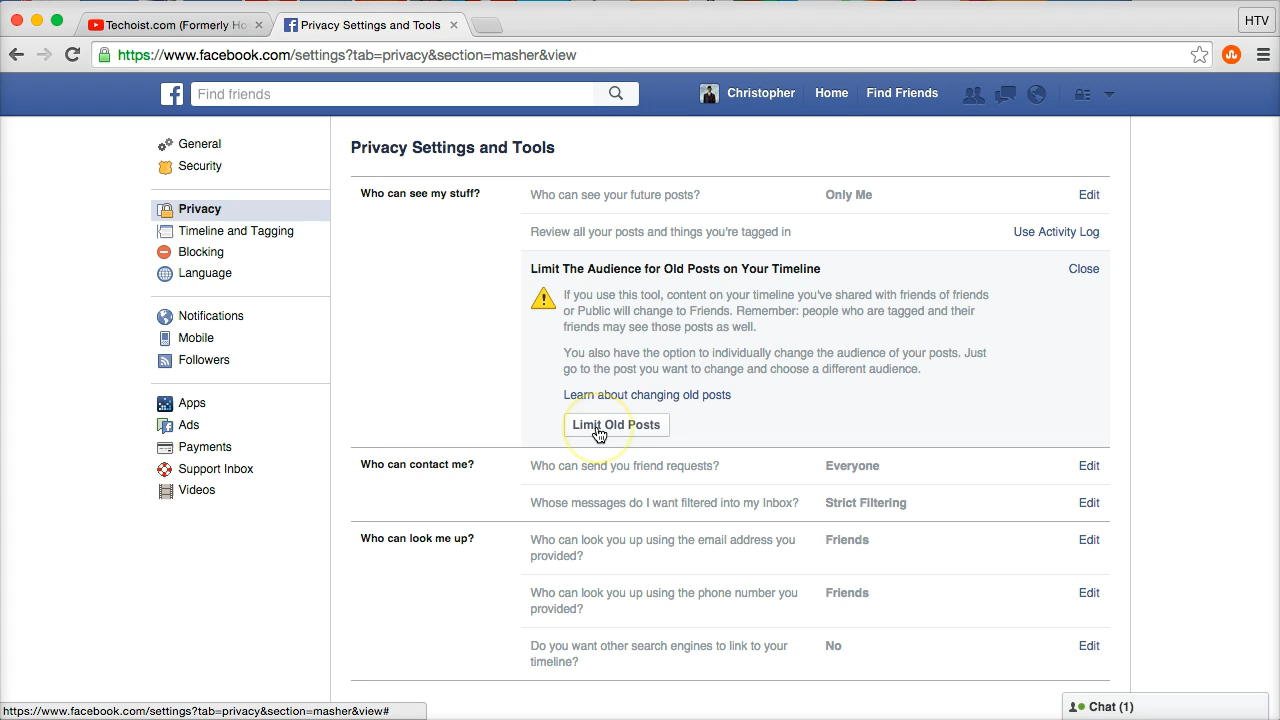 Techoist.com (Formerly Ho
Privacy Settings and Tools
HTV
https://www.facebook.com/settings?tab=privacy&section=masher&view
Find friends
Christopher
Home
Find Friends
General
Security
Privacy
Timeline and Tagging
Blocking
Language
Notifications
Mobile
Followers
Apps
Ads
Payments
Support Inbox
Videos
Privacy Settings and Tools
Who can see my stuff?
Who can see your future posts?
Only Me
Edit
Review all your posts and things you're tagged in
Use Activity Log
Limit The Audience for Old Posts on Your Timeline
Close
If you use this tool, content on your timeline you've shared with friends of friends
or Public will change to Friends. Remember: people who are tagged and their
friends may see those posts as well.
You also have the option to individually change the audience of your posts. Just
go to the post you want to change and choose a different audience.
Learn about changing old posts
Limit Old Posts
Who can contact me?
Who can send you friend requests?
Everyone
Edit
Whose messages do I want filtered into my Inbox?
Strict Filtering
Edit
Who can look me up?
Who can look you up using the email address you
provided?
Friends
Edit
Who can look you up using the phone number you
provided?
Friends
Edit
Do you want other search engines to link to your
timeline?
No
Edit
https://www.facebook.com/settings?tab=privacy&section=masher&view#
Chat (1)